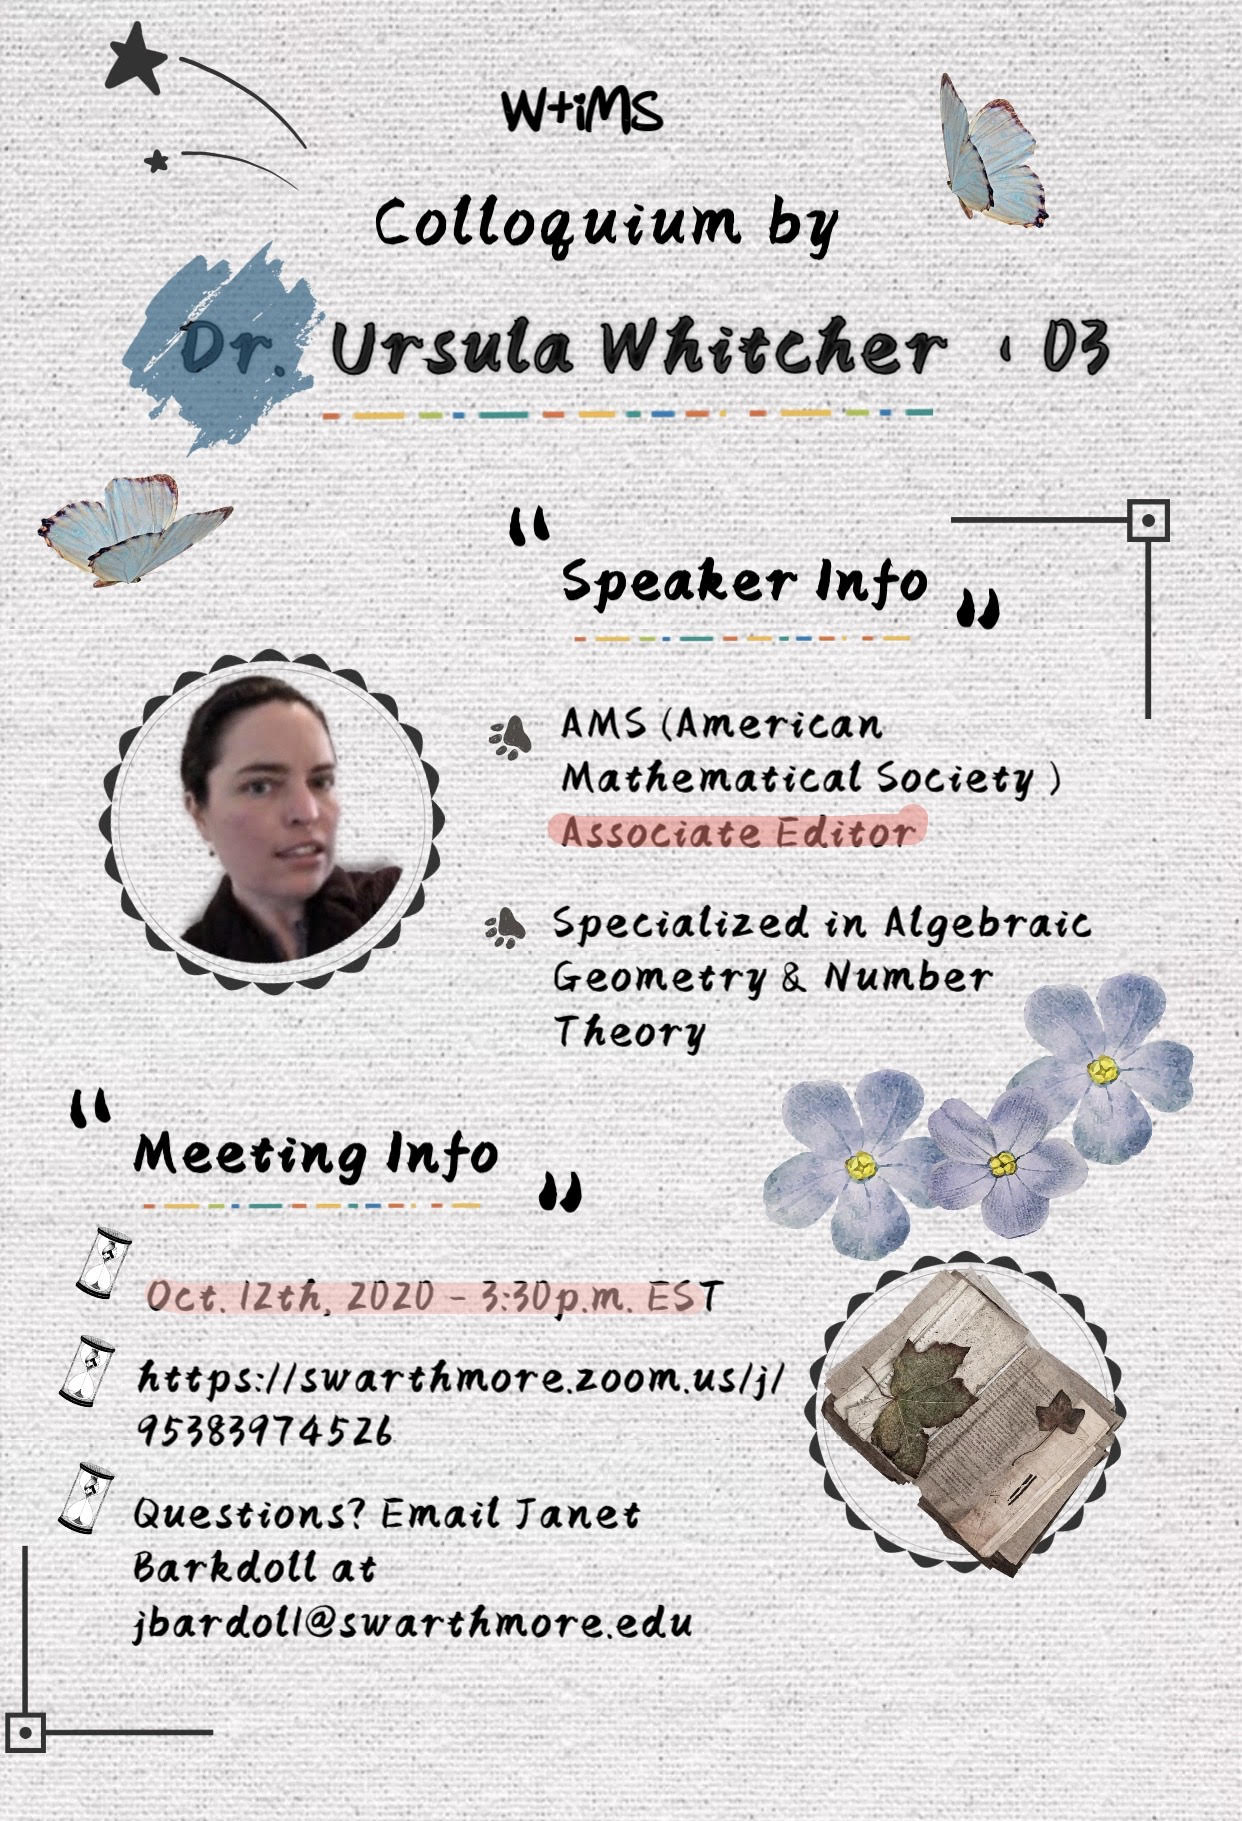 W+iMS
Colloquium by
Dr. Ursula Whitcher ‘ 03
“
Speaker Info
”
AMS (American
Mathematical Society )
Associate Editor
Specialized in Algebraic
Geometry & Number
Theory
“
Meeting Info
”
Oct. 12th, 2020 - 3:30p.m. EST
https://swarthmore.zoom.us/j/
95383974526
Questions? Email Janet
Barkdoll at
jbardoll@swarthmore.edu